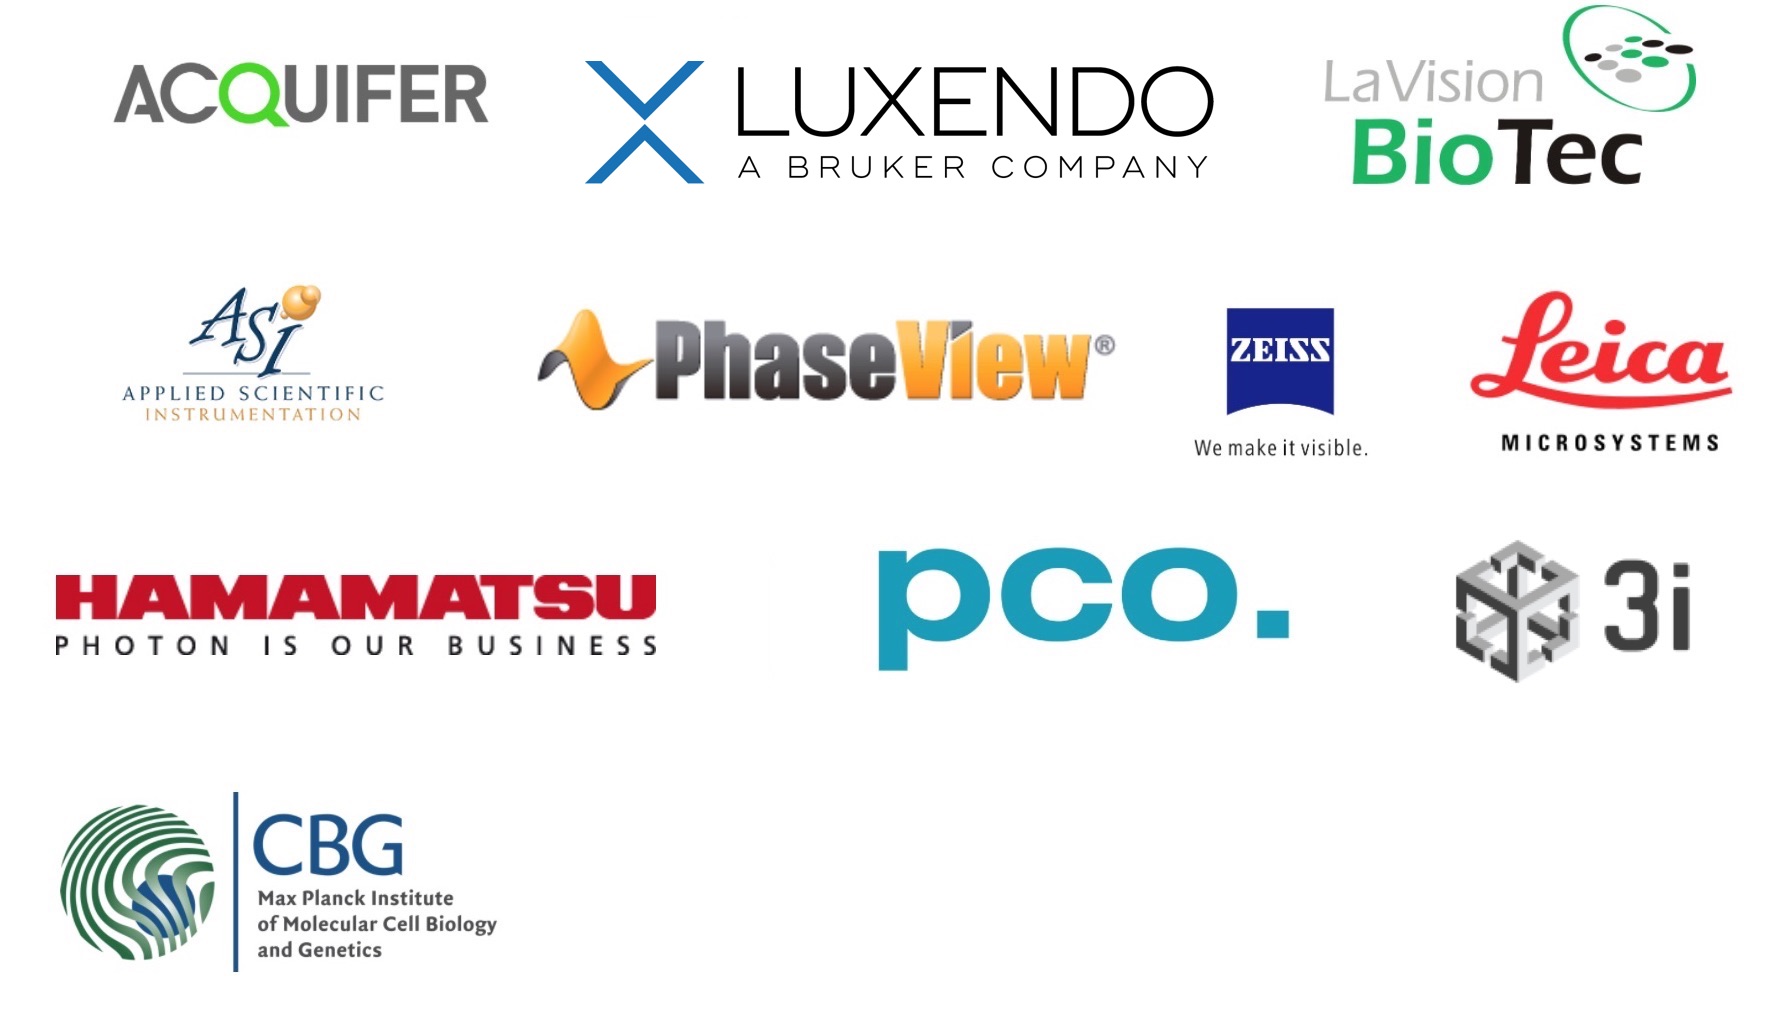 ACQUIFER
LUXENDO
A BRUKER COMPANY
LaVision
BioTec
ASI
APPLIED SCIENTIFIC
INSTRUMENTATION
PhaseView®
ZEISS
We make it visible.
Leica
MICROSYSTEMS
HAMAMATSU
PHOTON IS OUR BUSINESS
pco.
3i
CBG
Max Planck Institute
of Molecular Cell Biology
and Genetics